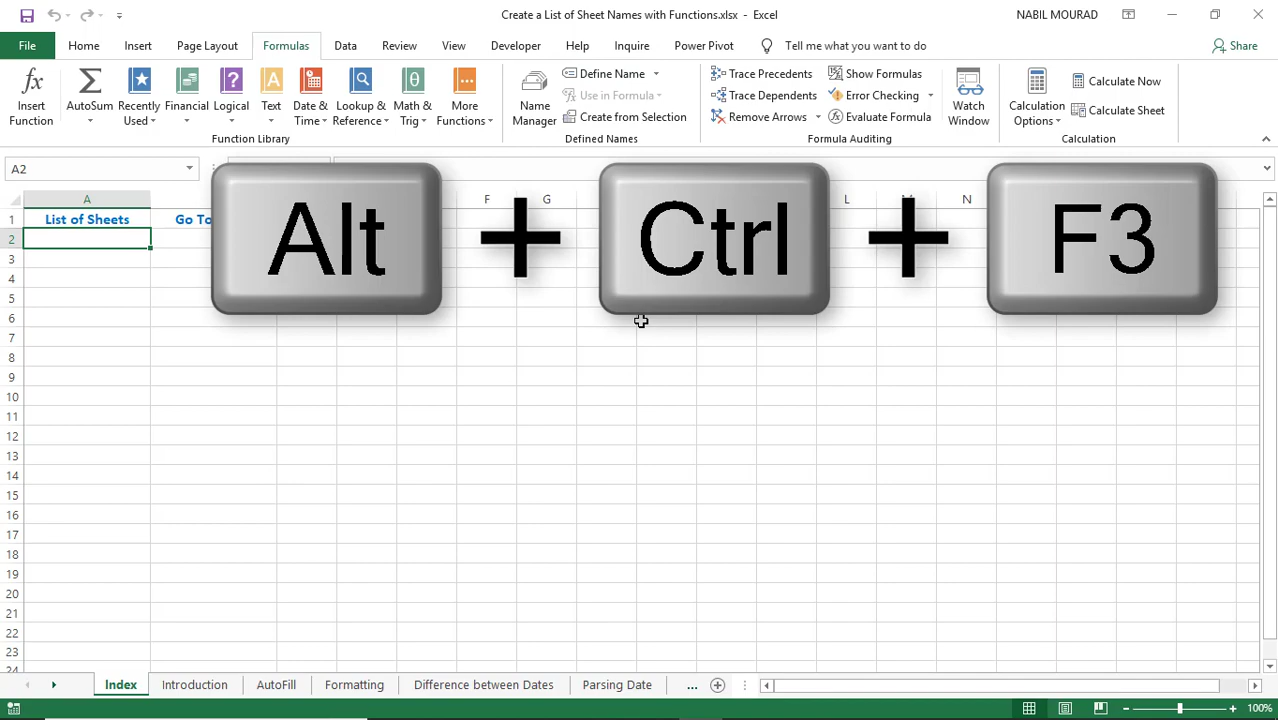 Create a List of Sheet Names with Functions.xlsx - Excel
NABIL MOURAD
File Home Insert Page Layout Formulas Data Review View Developer Help Inquire Power Pivot Tell me what you want to do Share
Insert Function
AutoSum
Recently Used
Financial
Logical
Text
Date & Time
Lookup & Reference
Math & Trig
More Functions
Function Library
Name Manager
Define Name
Use in Formula
Create from Selection
Defined Names
Trace Precedents
Trace Dependents
Remove Arrows
Show Formulas
Error Checking
Evaluate Formula
Formula Auditing
Watch Window
Calculation Options
Calculate Now
Calculate Sheet
Calculation
A2
Alt + Ctrl + F3
A F G L M N
1 List of Sheets Go To
2
3
4
5
6
7
8
9
10
11
12
13
14
15
16
17
18
19
20
21
22
23
24
Index Introduction AutoFill Formatting Difference between Dates Parsing Date ...
100%